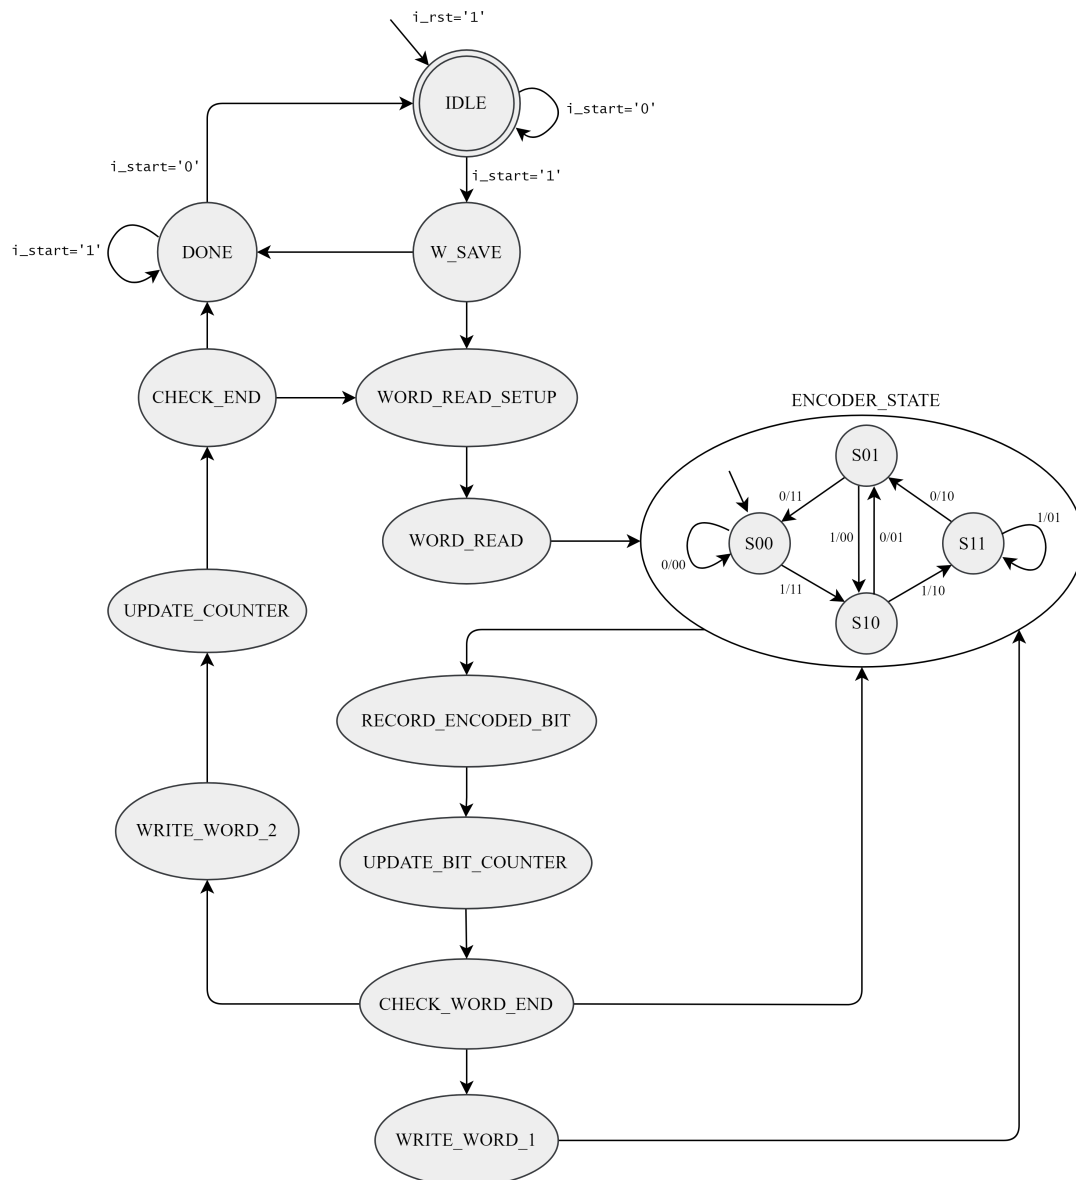 i_rst='1'
IDLE
i_start='0'
i_start='0'
i_start='1'
i_start='1'
DONE
W_SAVE
CHECK_END
WORD_READ_SETUP
ENCODER_STATE
S01
0/11
0/10
1/01
WORD_READ
S00
1/00
0/01
S11
0/00
1/11
1/10
S10
UPDATE_COUNTER
RECORD_ENCODED_BIT
WRITE_WORD_2
UPDATE_BIT_COUNTER
CHECK_WORD_END
WRITE_WORD_1